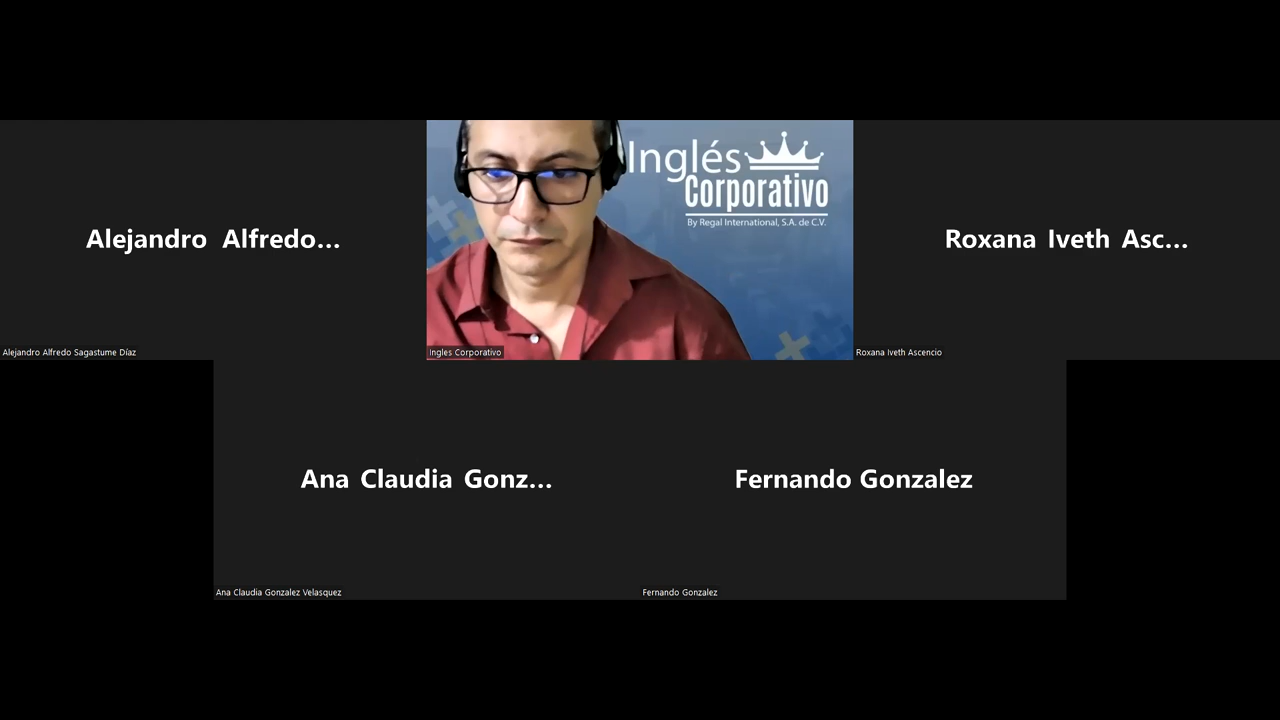 Alejandro Alfredo...
Alejandro Alfredo Sagastume Díaz
Inglés
Corporativo
By Regal International, S.A. de C.V.
Ingles Corporativo
Roxana Iveth Asc...
Roxana Iveth Ascencio
Ana Claudia Gonz...
Ana Claudia Gonzalez Velasquez
Fernando Gonzalez
Fernando Gonzalez